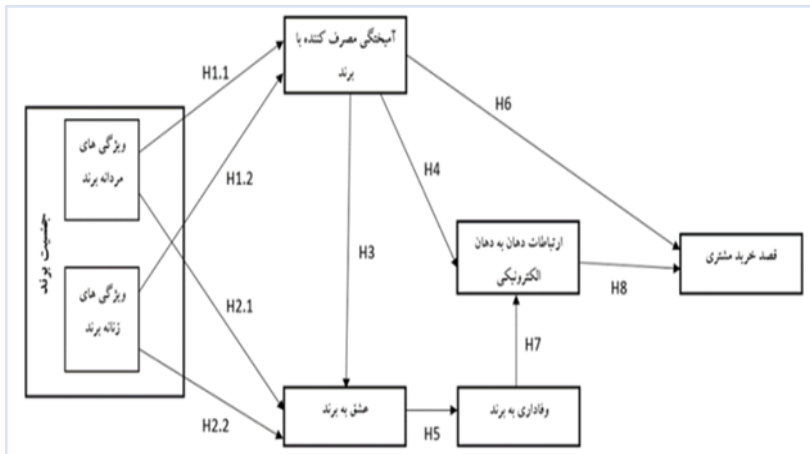 آمیختگی مصرف کننده با
برند
H1.1
H6
ویژگی های
مردانه برند
H1.2
H4
جنسیت برند
ارتباطات دهان به دهان
الکترونیکی
قصد خرید مشتری
H3
H8
ویژگی های
زنانه برند
H2.1
H7
عشق به برند
وفاداری به برند
H5
H2.2